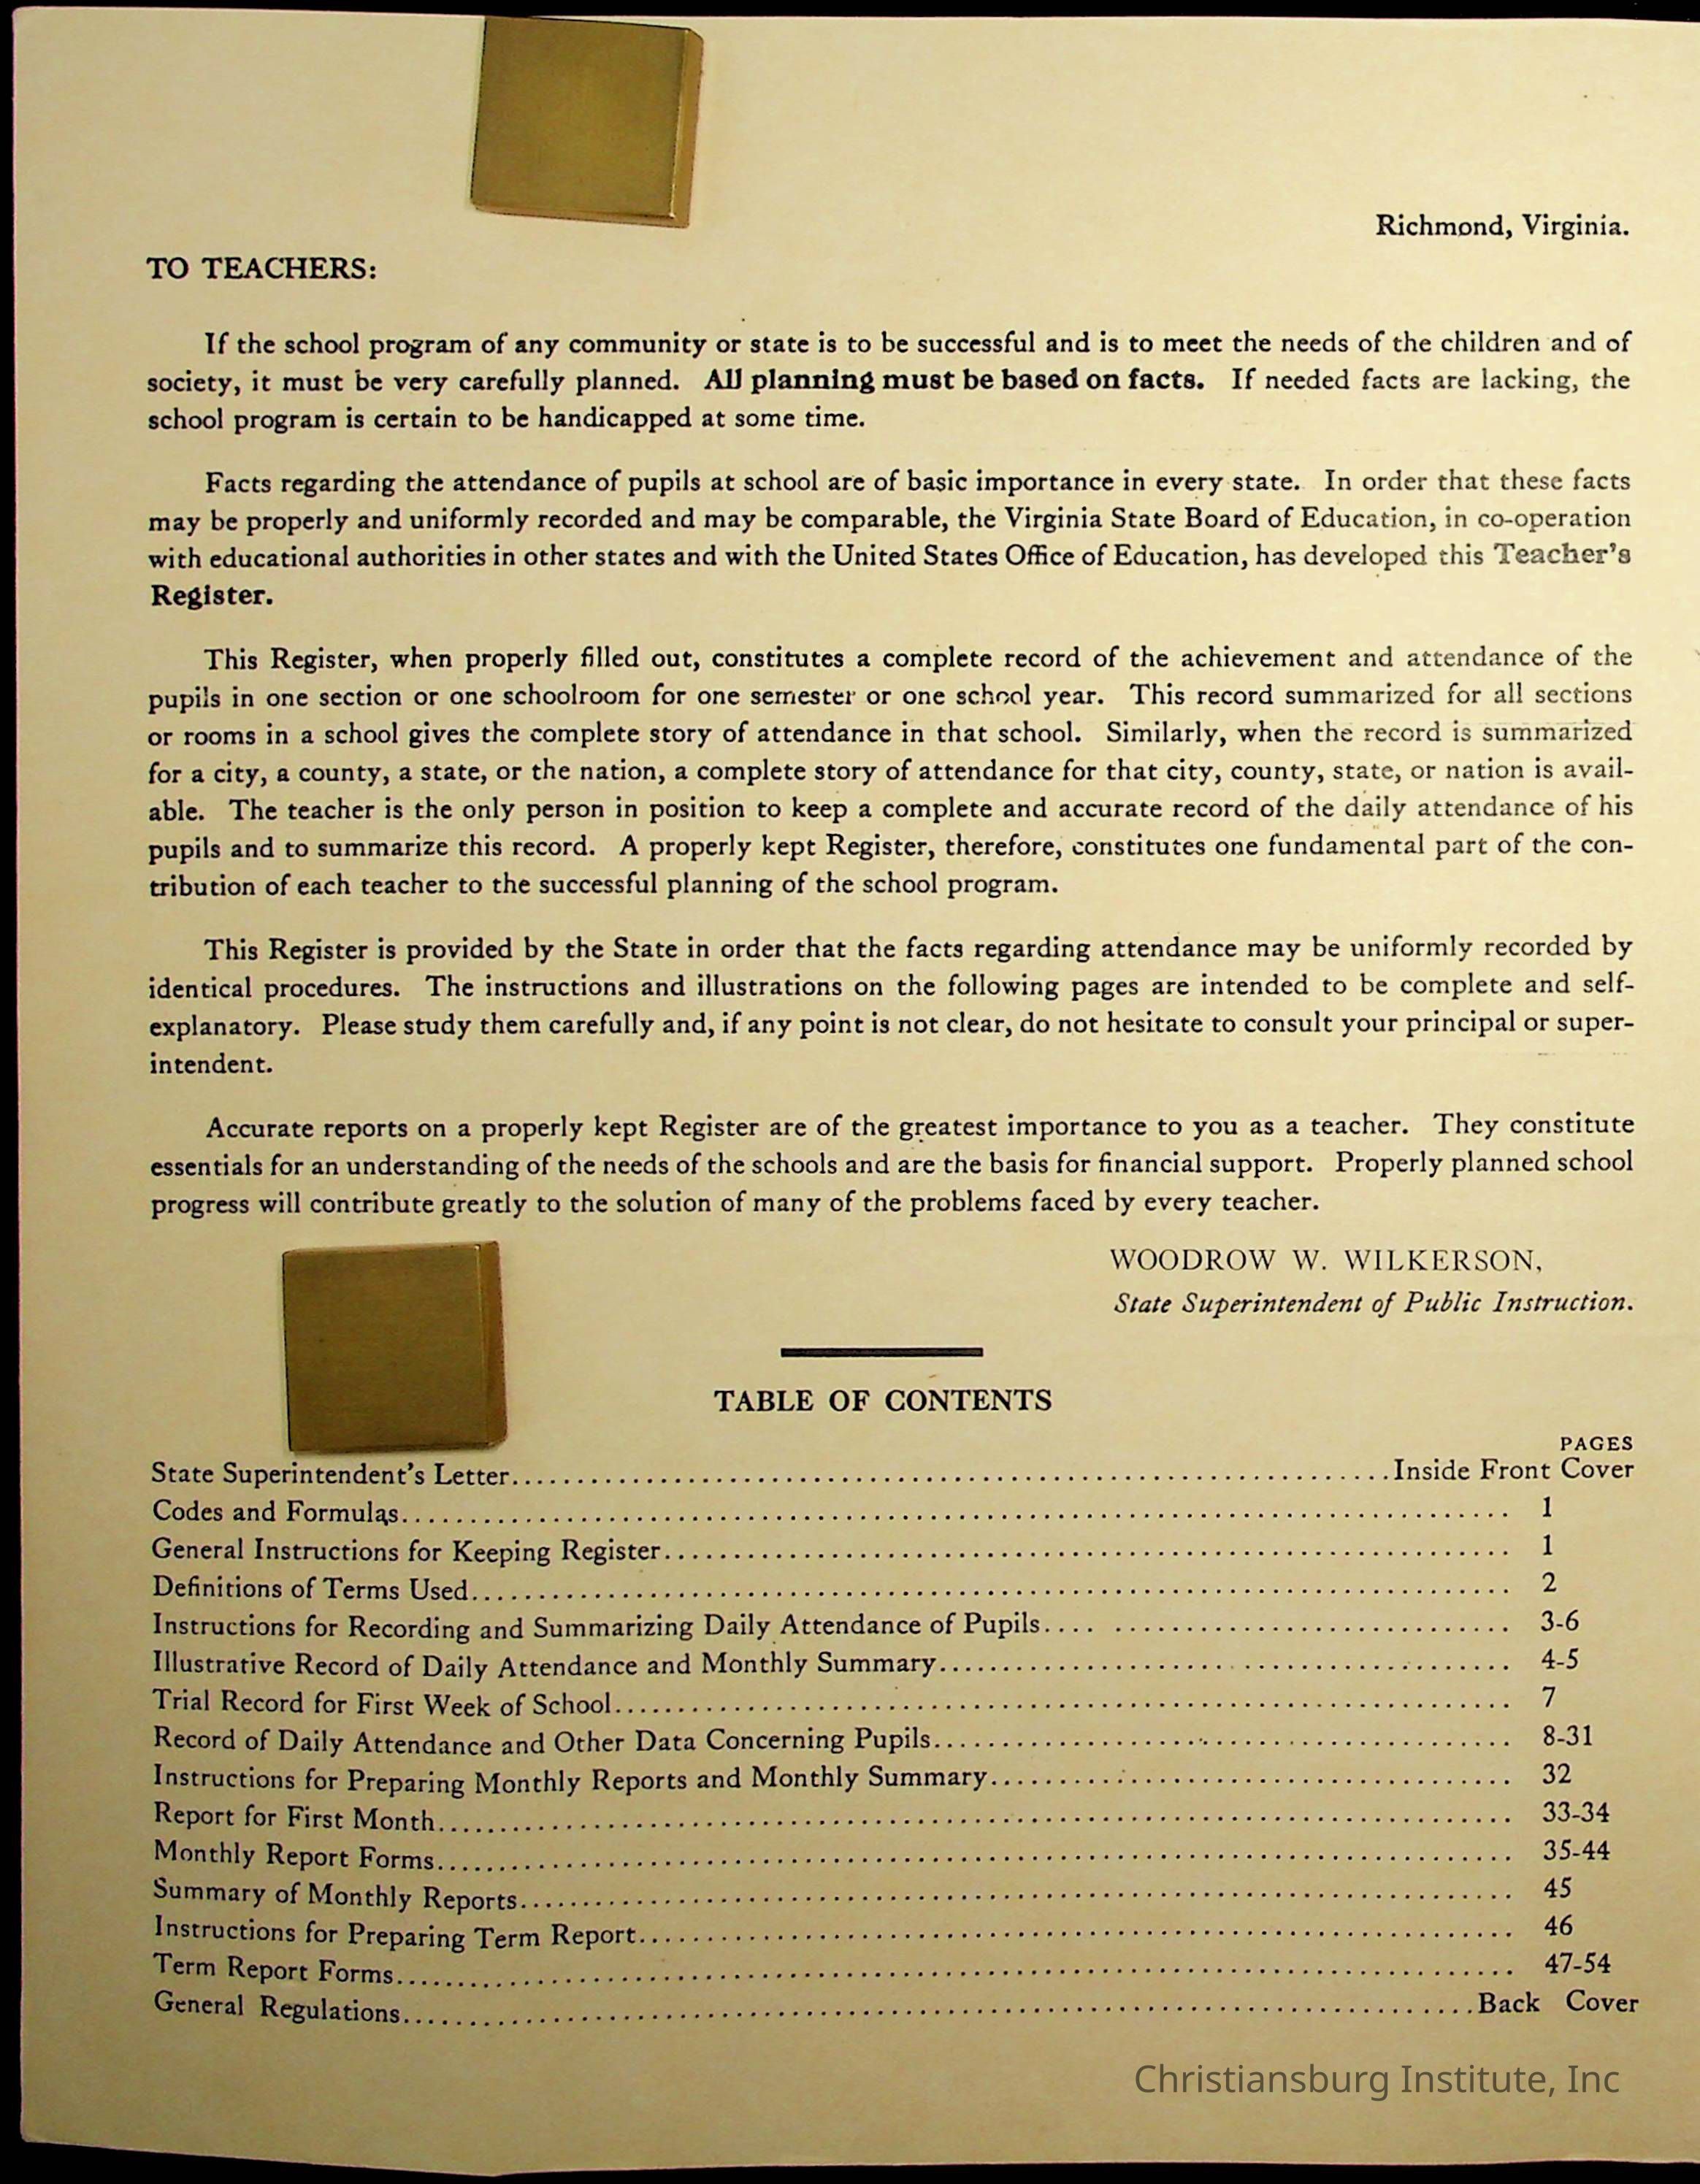 Richmond, Virginia.
TO TEACHERS:
If the school program of any community or state is to be successful and is to meet the needs of the children and of
society, it must be very carefully planned. All planning must be based on facts. If needed facts are lacking, the
school program is certain to be handicapped at some time.
Facts regarding the attendance of pupils at school are of basic importance in every state. In order that these facts
may be properly and uniformly recorded and may be comparable, the Virginia State Board of Education, in co-operation
with educational authorities in other states and with the United States Office of Education, has developed this Teacher's
Register.
This Register, when properly filled out, constitutes a complete record of the achievement and attendance of the
pupils in one section or one schoolroom for one semester or one school year. This record summarized for all sections
or rooms in a school gives the complete story of attendance in that school. Similarly, when the record is summarized
for a city, a county, a state, or the nation, a complete story of attendance for that city, county, state, or nation is avail-
able. The teacher is the only person in position to keep a complete and accurate record of the daily attendance of his
pupils and to summarize this record. A properly kept Register, therefore, constitutes one fundamental part of the con-
tribution of each teacher to the successful planning of the school program.
This Register is provided by the State in order that the facts regarding attendance may be uniformly recorded by
identical procedures. The instructions and illustrations on the following pages are intended to be complete and self-
explanatory. Please study them carefully and, if any point is not clear, do not hesitate to consult your principal or super-
intendent.
Accurate reports on a properly kept Register are of the greatest importance to you as a teacher. They constitute
essentials for an understanding of the needs of the schools and are the basis for financial support. Properly planned school
progress will contribute greatly to the solution of many of the problems faced by every teacher.
WOODROW W. WILKERSON,
State Superintendent of Public Instruction.
TABLE OF CONTENTS
PAGES
State Superintendent's Letter.....Inside Front Cover
Codes and Formulas..... 1
General Instructions for Keeping Register..... 1
Definitions of Terms Used..... 2
Instructions for Recording and Summarizing Daily Attendance of Pupils..... 3-6
Illustrative Record of Daily Attendance and Monthly Summary..... 4-5
Trial Record for First Week of School..... 7
Record of Daily Attendance and Other Data Concerning Pupils..... 8-31
Instructions for Preparing Monthly Reports and Monthly Summary..... 32
Report for First Month..... 33-34
Monthly Report Forms..... 35-44
Summary of Monthly Reports..... 45
Instructions for Preparing Term Report..... 46
Term Report Forms..... 47-54
General Regulations.....Back Cover
Christiansburg Institute, Inc